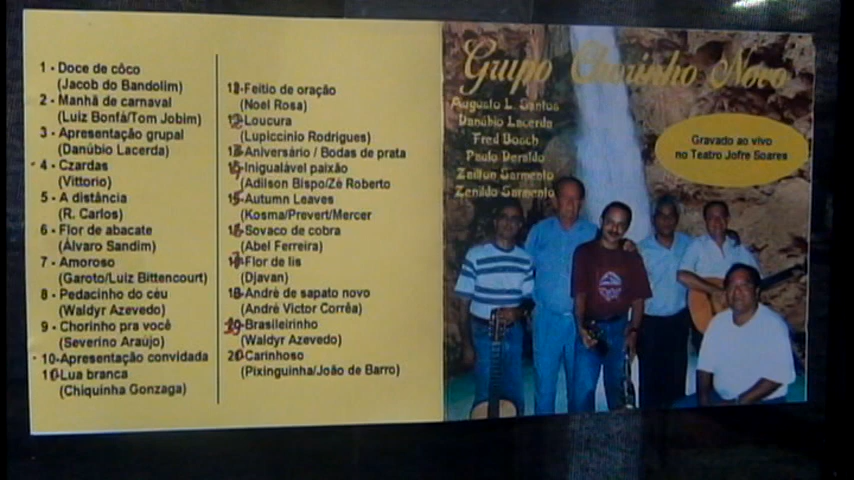 1 - Doce de côco
(Jacob do Bandolim)
2 - Manhã de carnaval
(Luiz Bonfá/Tom Jobim)
3 - Apresentação grupal
(Danúbio Lacerda)
4 - Czardas
(Vittorio)
5 - A distância
(R. Carlos)
6 - Flor de abacate
(Álvaro Sandim)
7 - Amoroso
(Garoto/Luiz Bittencourt)
8 - Pedacinho do céu
(Waldyr Azevedo)
9 - Chorinho pra você
(Severino Araújo)
10- Apresentação convidada
Lua branca
(Chiquinha Gonzaga)
Feitio de oração
(Noel Rosa)
Loucura
(Lupiccinio Rodrigues)
Aniversário / Bodas de prata
Inigualável paixão
(Adilson Bispo/Zé Roberto
Autumn Leaves
(Kosma/Prevert/Mercer
Sovaco de cobra
(Abel Ferreira)
Flor de lis
(Djavan)
André de sapato novo
(André Victor Corrêa)
Brasileirinho
(Waldyr Azevedo)
20- Carinhoso
(Pixinguinha/João de Barro)
Grupo Chorinho Novo
Augusto L. Santos
Danúbio Lacerda
Fred Bosch
Paulo Deraldo
Zailton Sarmento
Zenildo Sarmento
Gravado ao vivo
no Teatro Jofre Soares